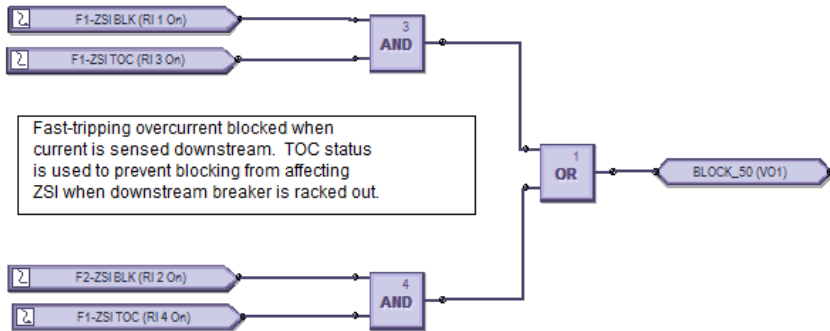 F1-ZSI BLK (RI 1 On)
3
AND
F1-ZSI TOC (RI 3 On)
Fast-tripping overcurrent blocked when
current is sensed downstream. TOC status
is used to prevent blocking from affecting
ZSI when downstream breaker is racked out.
1
OR
BLOCK_50 (VO1)
F2-ZSI BLK (RI 2 On)
4
AND
F1-ZSI TOC (RI 4 On)